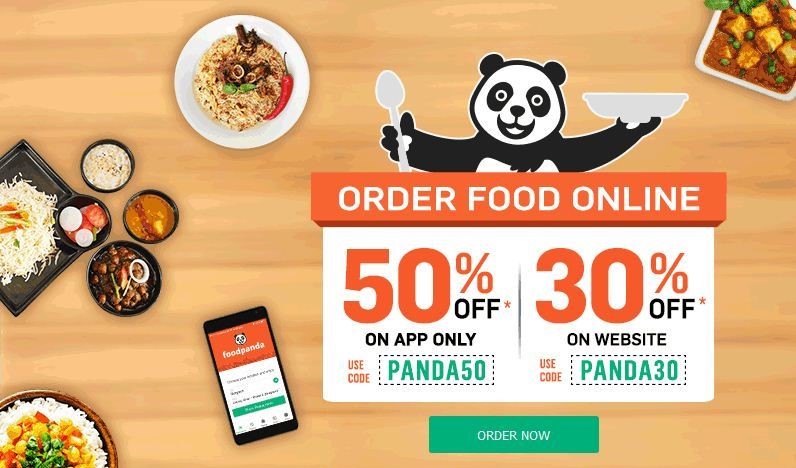 ORDER FOOD ONLINE
50% OFF*
ON APP ONLY
USE CODE PANDA50
30% OFF*
ON WEBSITE
USE CODE PANDA30
foodpanda
ORDER NOW